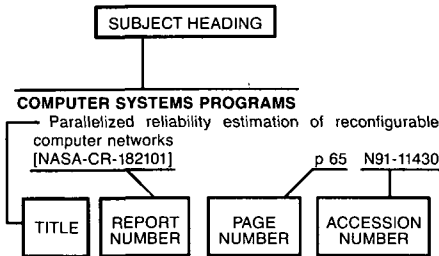 SUBJECT HEADING
COMPUTER SYSTEMS PROGRAMS
Parallelized reliability estimation of reconfigurable
computer networks
[NASA-CR-182101] p 65 N91-11430
TITLE
REPORT NUMBER
PAGE NUMBER
ACCESSION NUMBER